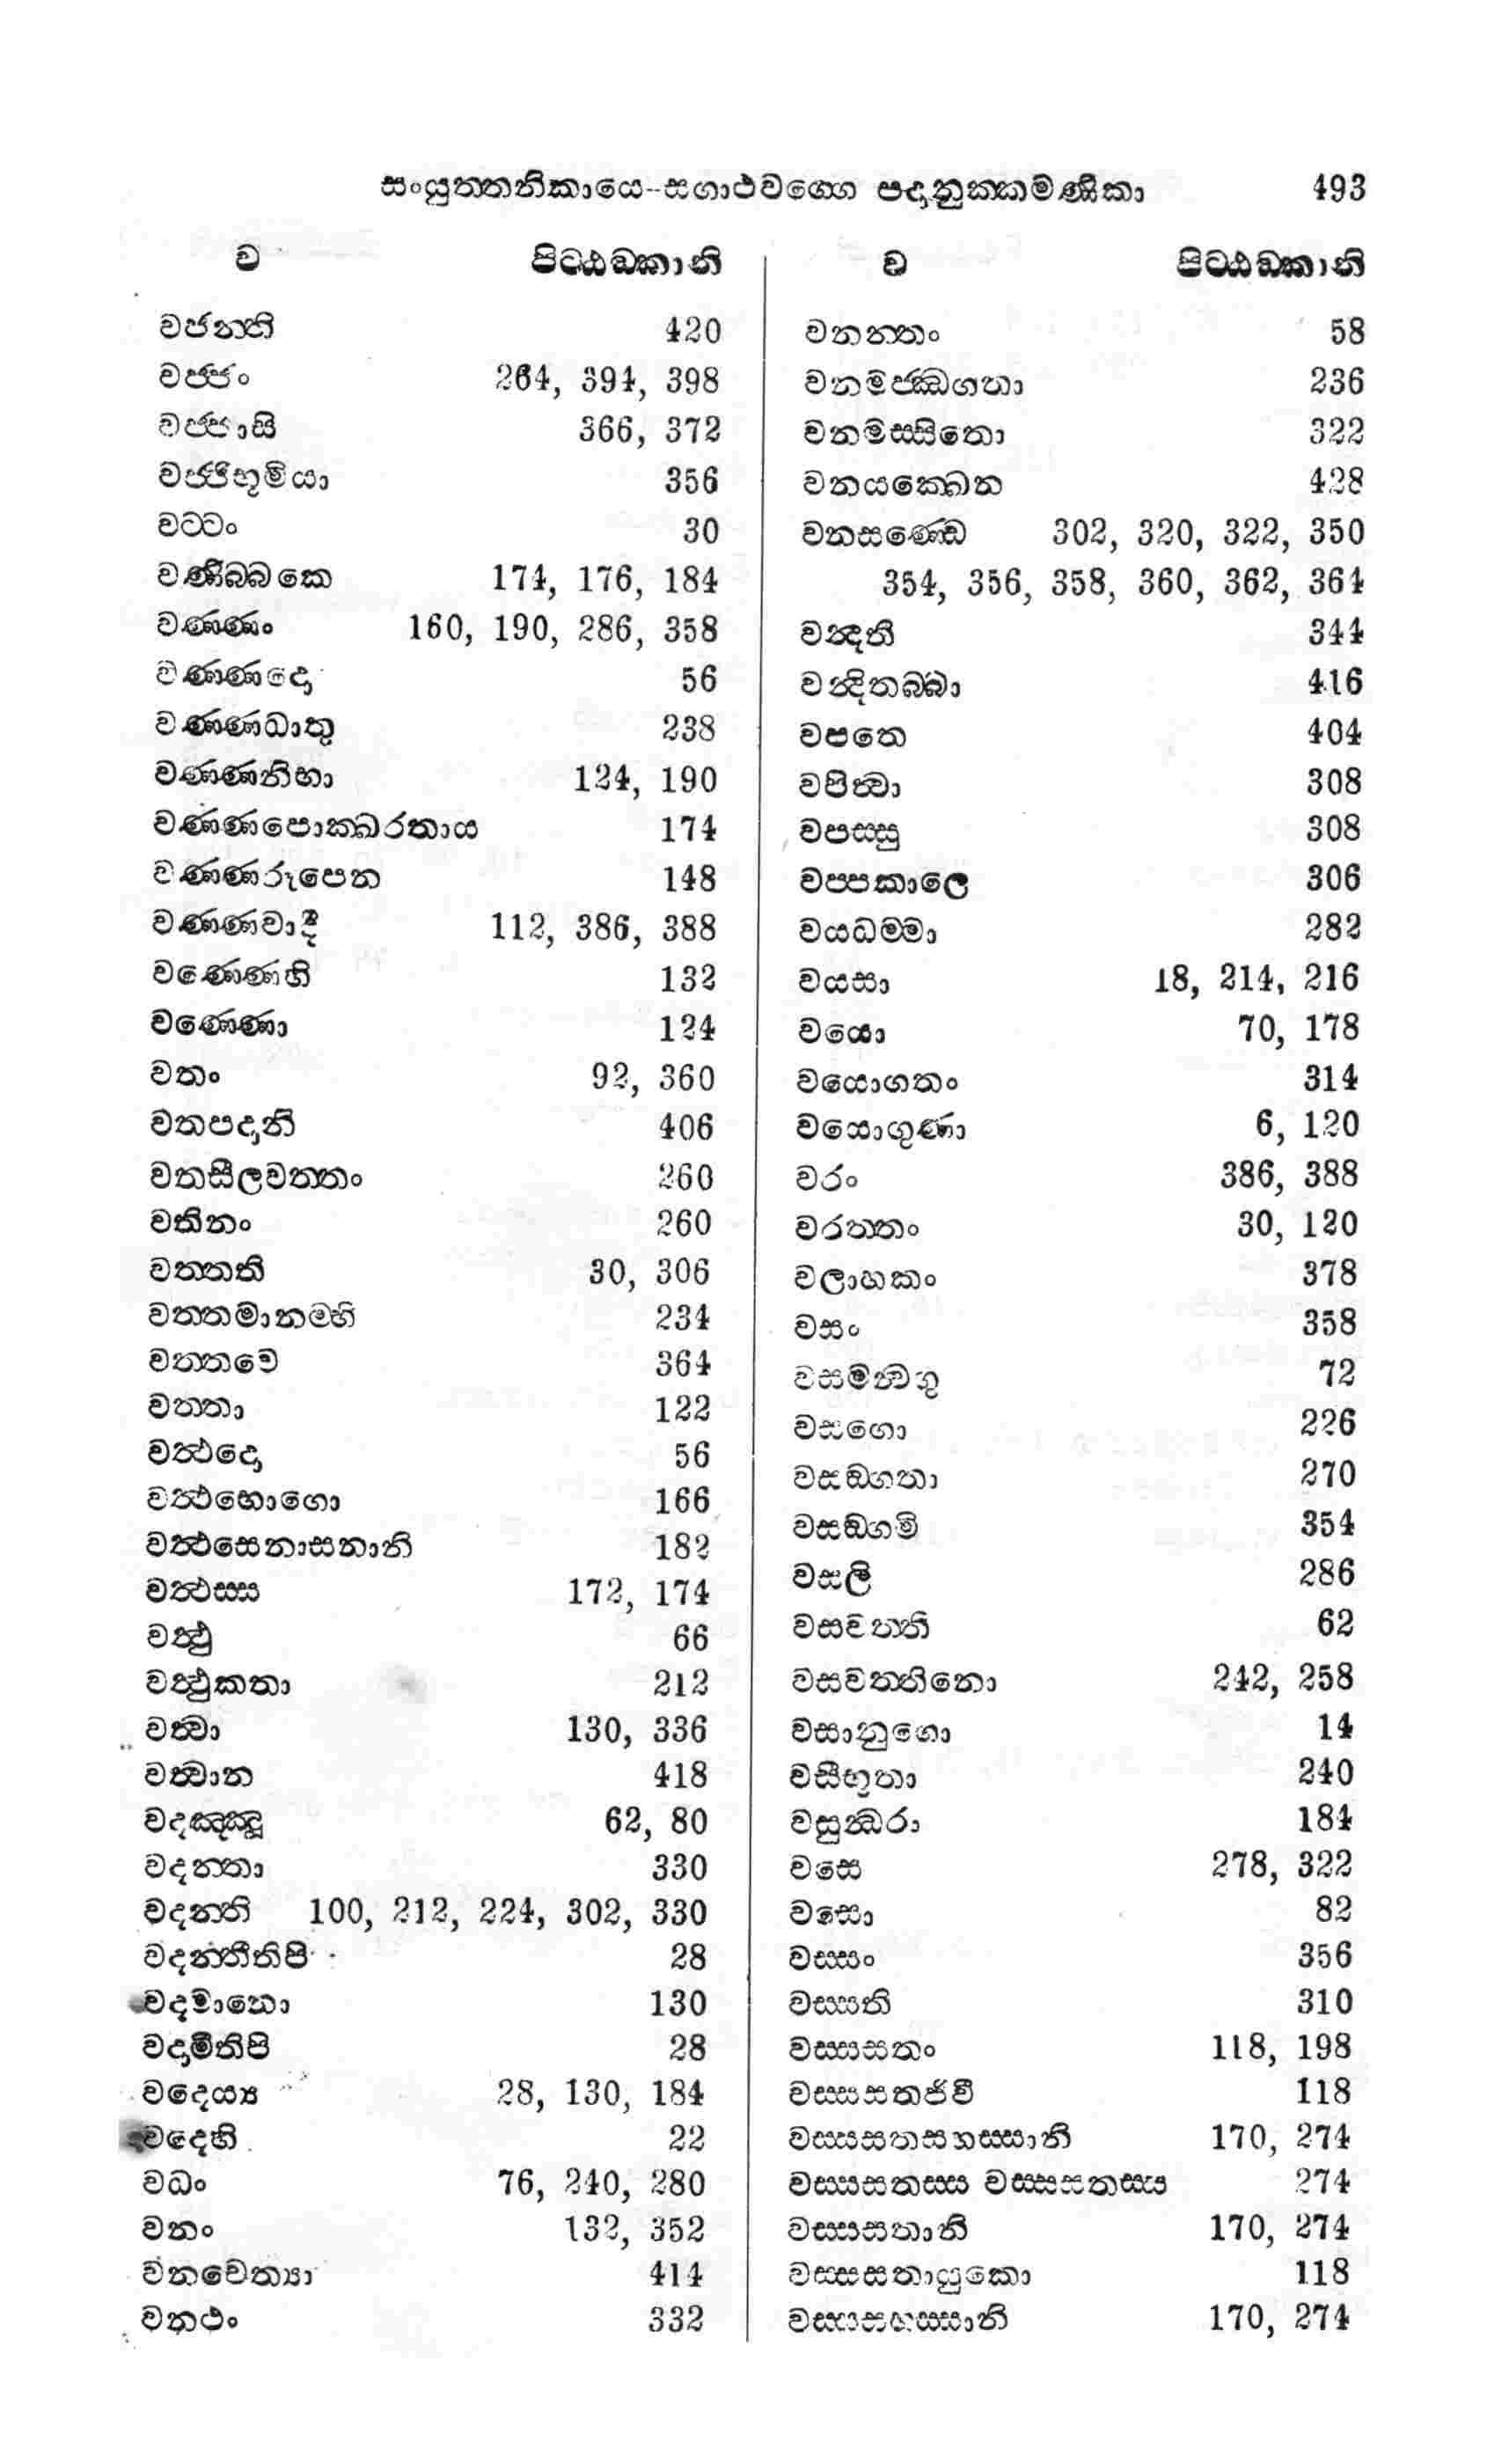 සංයුත්තනිකායෙ--සගාථවග්ගෙ පදානුක්කමණිකා 493
ව පිට්ඨඞ්කානි
වජන්ති 420
වජ්ජං 264, 394, 398
වජ්ජාසි 366, 372
වජ්ජිභූමියා 356
වට්ටං 30
වණිබ්බකෙ 174, 176, 184
වණ්ණං 160, 190, 286, 358
වණ්ණදො 56
වණ්ණධාතු 238
වණ්ණනිභා 124, 190
වණ්ණපොක්ඛරතාය 174
වණ්ණරූපෙන 148
වණ්ණවාදී 112, 386, 388
වණ්ණෙහි 132
වණ්ණො 124
වතං 92, 360
වතපදානි 406
වතසීලවත්තං 260
වතිනං 260
වත්තති 30, 306
වත්තමානම්හි 234
වත්තවෙ 364
වත්තා 122
වත්ථදො 56
වත්ථභොගො 166
වත්ථසෙනාසනානි 182
වත්ථස්ස 172, 174
වත්ථු 66
වත්ථුකතා 212
වත්වා 130, 336
වත්වාන 418
වදඤ්ඤූ 62, 80
වදන්තා 330
වදන්ති 100, 212, 224, 302, 330
වදන්තීතිපි 28
වදමානො 130
වදාමීතිපි 28
වදෙය්‍ය 28, 130, 184
වදෙහි 22
වධං 76, 240, 280
වනං 132, 352
වනචෙත්‍යා 414
වනථං 332
ව පිට්ඨඞ්කානි
වනන්තං 58
වනමජ්ඣගතා 236
වනමස්සිතො 322
වනයක්ඛෙන 428
වනසණ්ඩෙ 302, 320, 322, 350
354, 356, 358, 360, 362, 364
වන්දති 344
වන්දිතබ්බා 416
වපතෙ 404
වපිත්වා 308
වපස්සු 308
වප්පකාලෙ 306
වයධම්මා 282
වයසා 18, 214, 216
වයො 70, 178
වයොගතං 314
වයොගුණා 6, 120
වරං 386, 388
වරත්තං 30, 120
වලාහකං 378
වසං 358
වසමන්වගු 72
වසගො 226
වසඞ්ගතා 270
වසඞ්ගමි 354
වසලි 286
වසවත්ති 62
වසවත්තිනො 242, 258
වසානුගො 14
වසීභූතා 240
වසුන්ධරා 184
වසෙ 278, 322
වසො 82
වස්සං 356
වස්සති 310
වස්සසතං 118, 198
වස්සසතජීවී 118
වස්සසතසහස්සානි 170, 274
වස්සසතස්ස වස්සසතස්ස 274
වස්සසතානි 170, 274
වස්සසතායුකො 118
වස්සසහස්සානි 170, 274